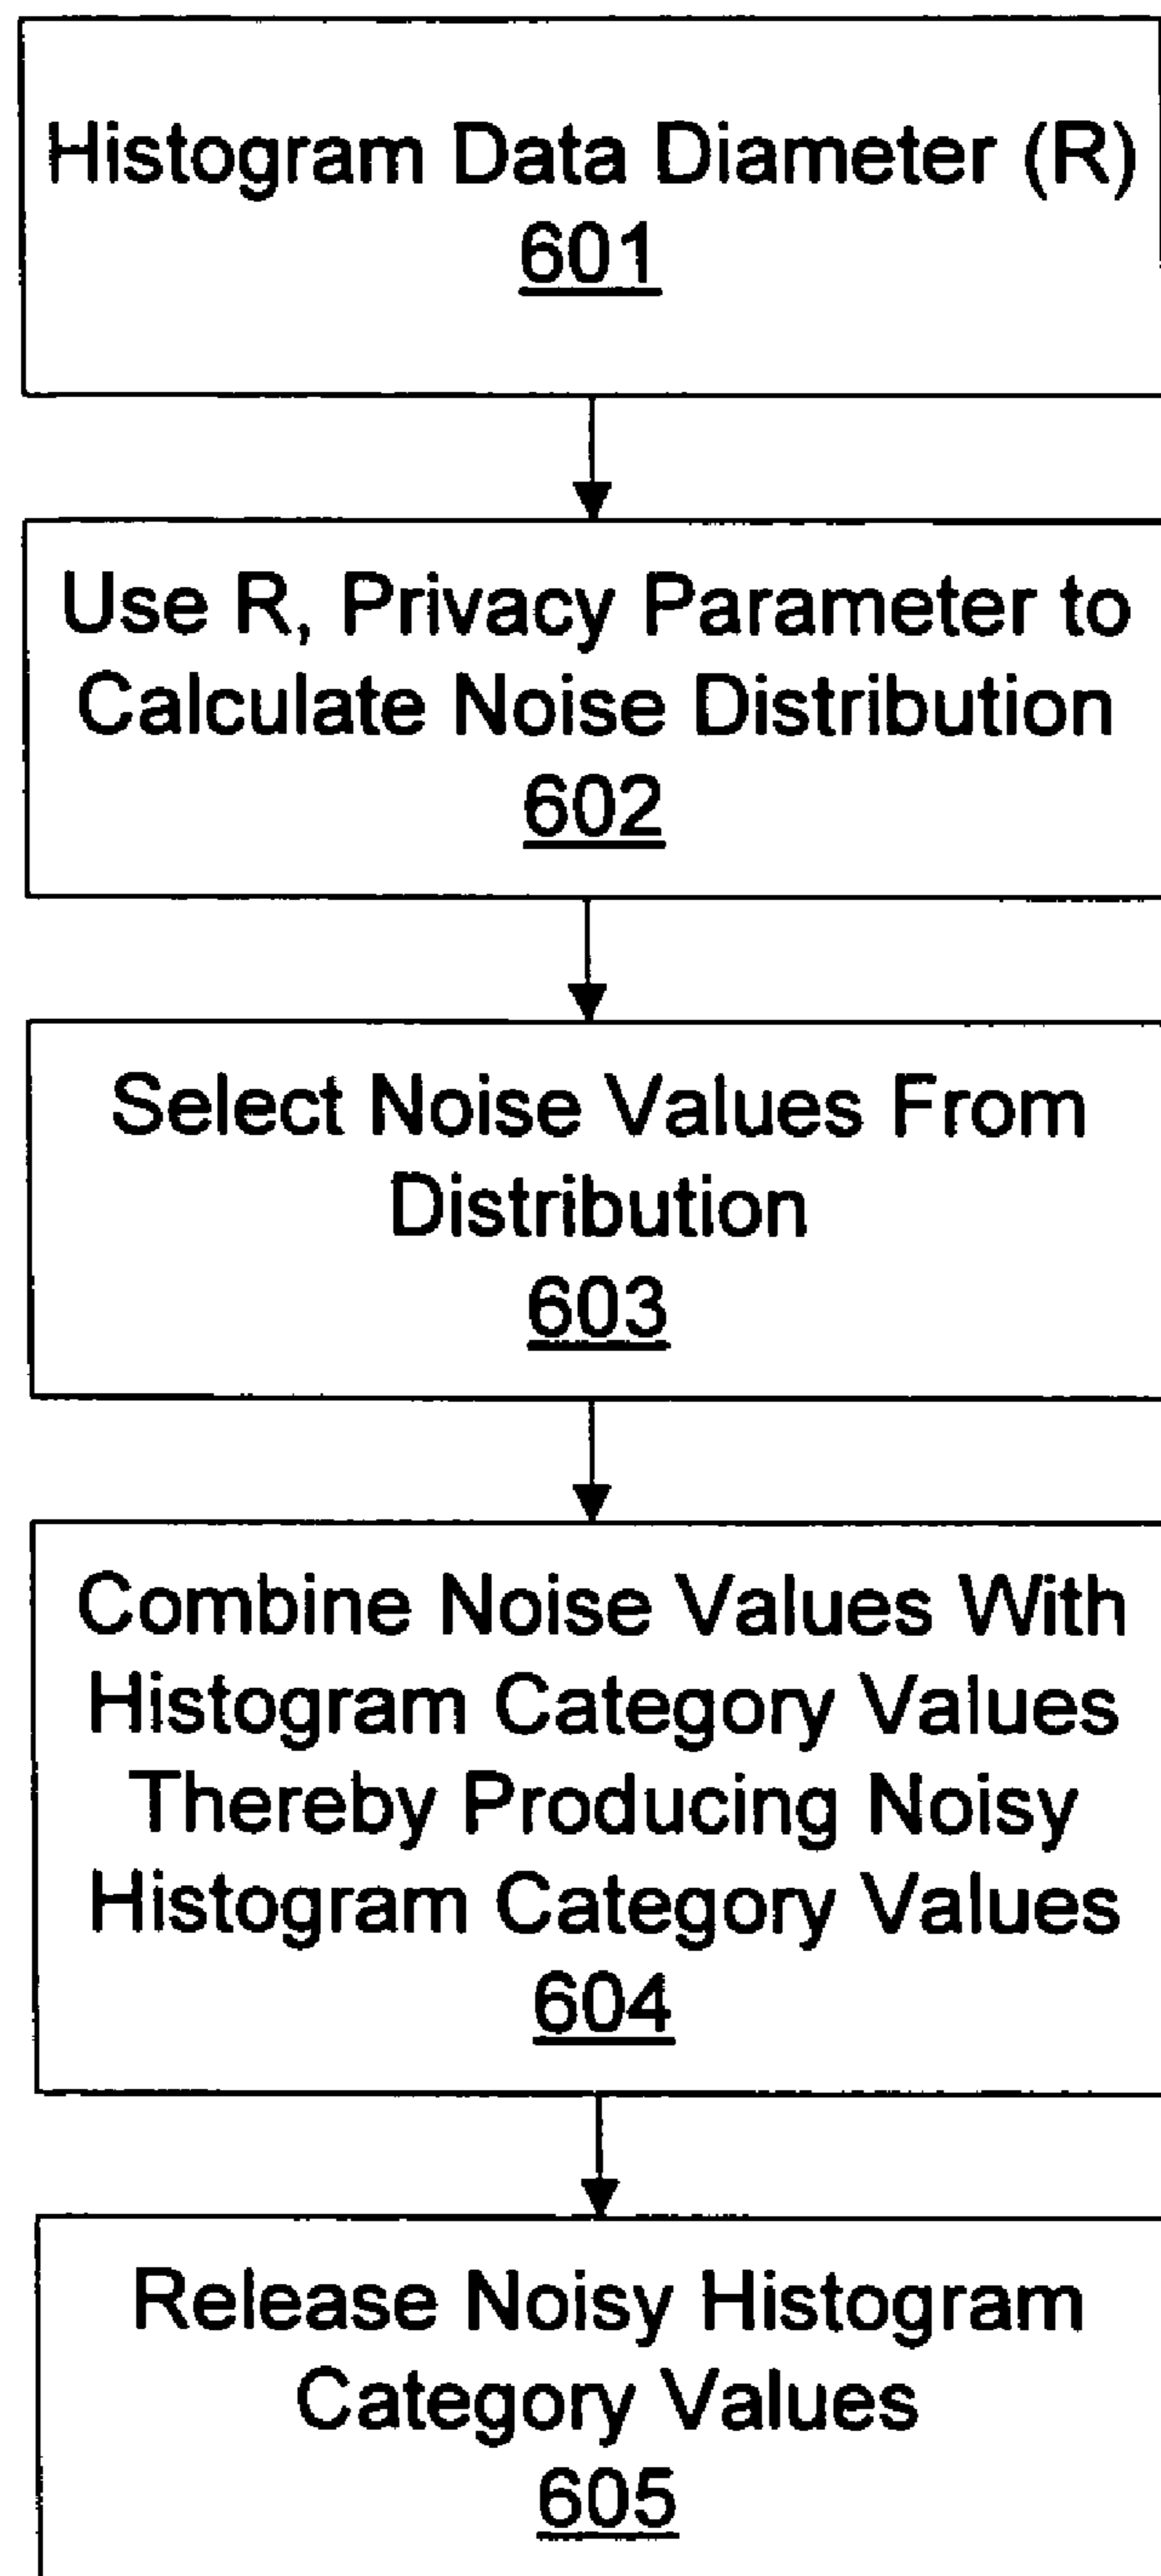 Histogram Data Diameter (R)
601
Use R, Privacy Parameter to
Calculate Noise Distribution
602
Select Noise Values From
Distribution
603
Combine Noise Values With
Histogram Category Values
Thereby Producing Noisy
Histogram Category Values
604
Release Noisy Histogram
Category Values
605